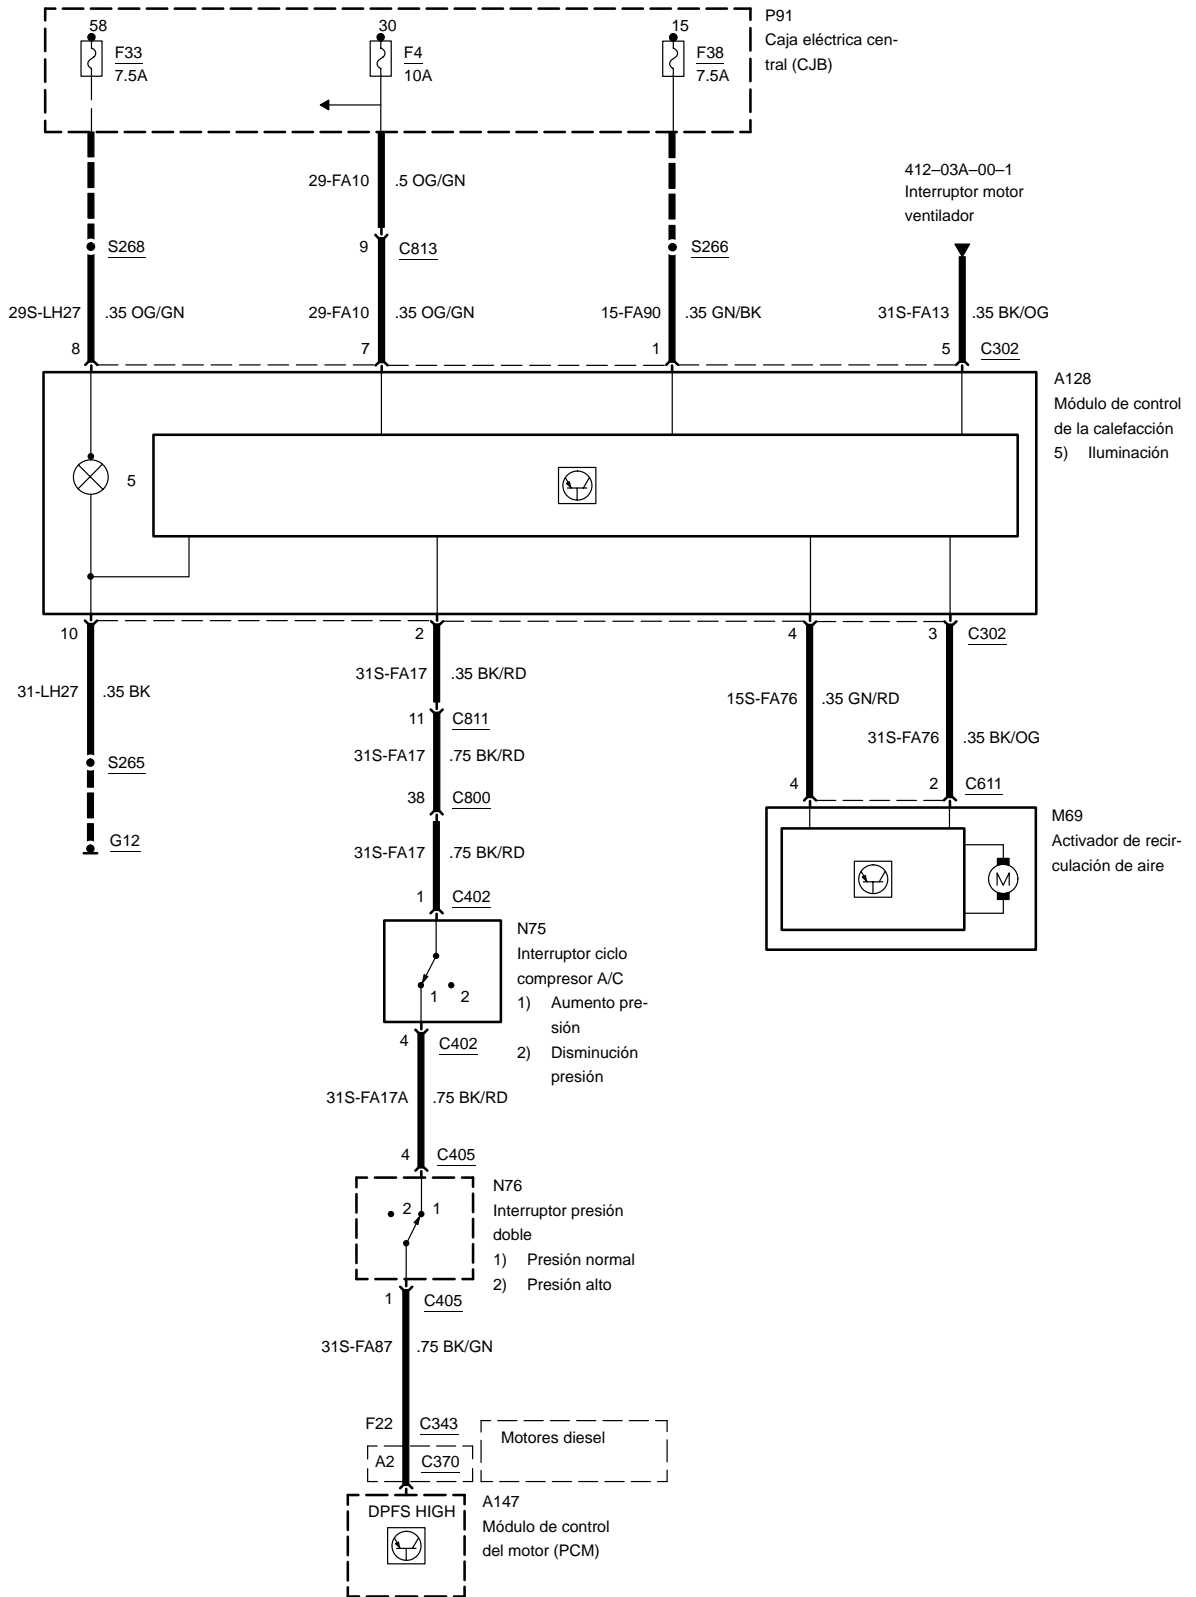 58
30
15
P91
Caja eléctrica cen-
tral (CJB)
F33
7.5A
F4
10A
F38
7.5A
29-FA10
.5 OG/GN
412–03A–00–1
Interruptor motor
ventilador
S268
9
C813
S266
29S-LH27
.35 OG/GN
29-FA10
.35 OG/GN
15-FA90
.35 GN/BK
31S-FA13
.35 BK/OG
8
7
1
5
C302
A128
Módulo de control
de la calefacción
5) Iluminación
5
10
2
4
3
C302
31-LH27
.35 BK
31S-FA17
.35 BK/RD
15S-FA76
.35 GN/RD
11
C811
31S-FA76
.35 BK/OG
S265
31S-FA17
.75 BK/RD
38
C800
4
2
C611
G12
31S-FA17
.75 BK/RD
M69
Activador de recir-
culación de aire
M
1
C402
N75
Interruptor ciclo
compresor A/C
1) Aumento pre-
sión
2) Disminución
presión
1
2
4
C402
31S-FA17A
.75 BK/RD
4
C405
N76
Interruptor presión
doble
1) Presión normal
2) Presión alto
2
1
1
C405
31S-FA87
.75 BK/GN
F22
C343
Motores diesel
A2
C370
DPFS HIGH
A147
Módulo de control
del motor (PCM)